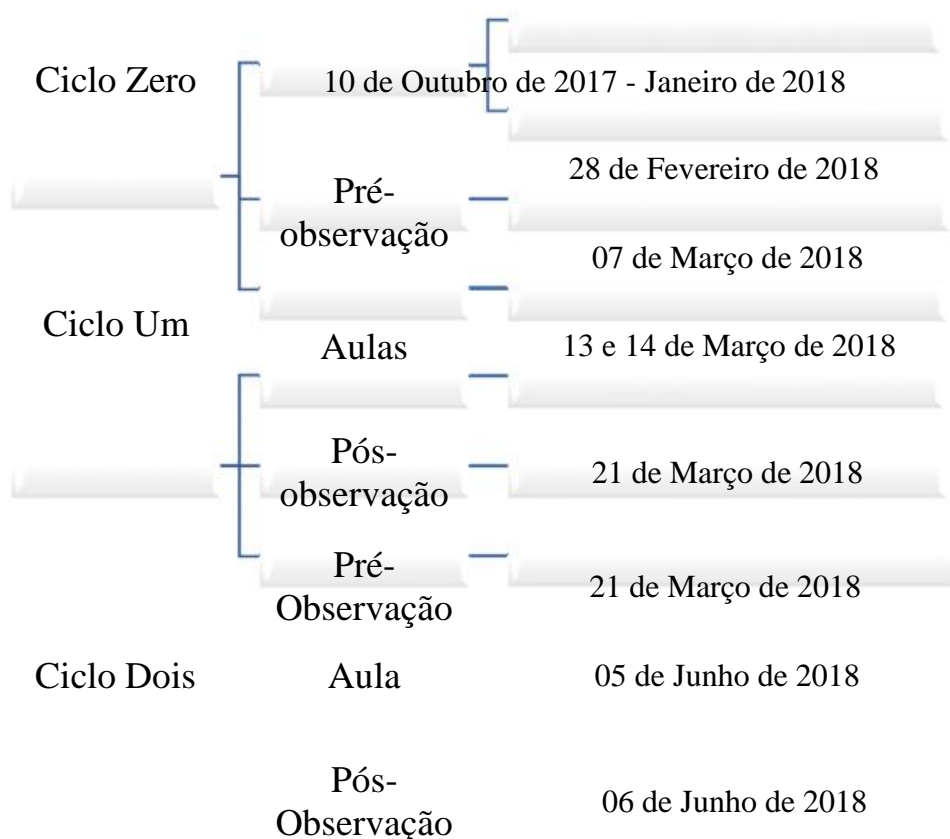 Ciclo Zero
10 de Outubro de 2017 - Janeiro de 2018
28 de Fevereiro de 2018
Pré-
observação
07 de Março de 2018
Ciclo Um
Aulas
13 e 14 de Março de 2018
Pós-
observação
21 de Março de 2018
Pré-
Observação
21 de Março de 2018
Ciclo Dois
Aula
05 de Junho de 2018
Pós-
Observação
06 de Junho de 2018